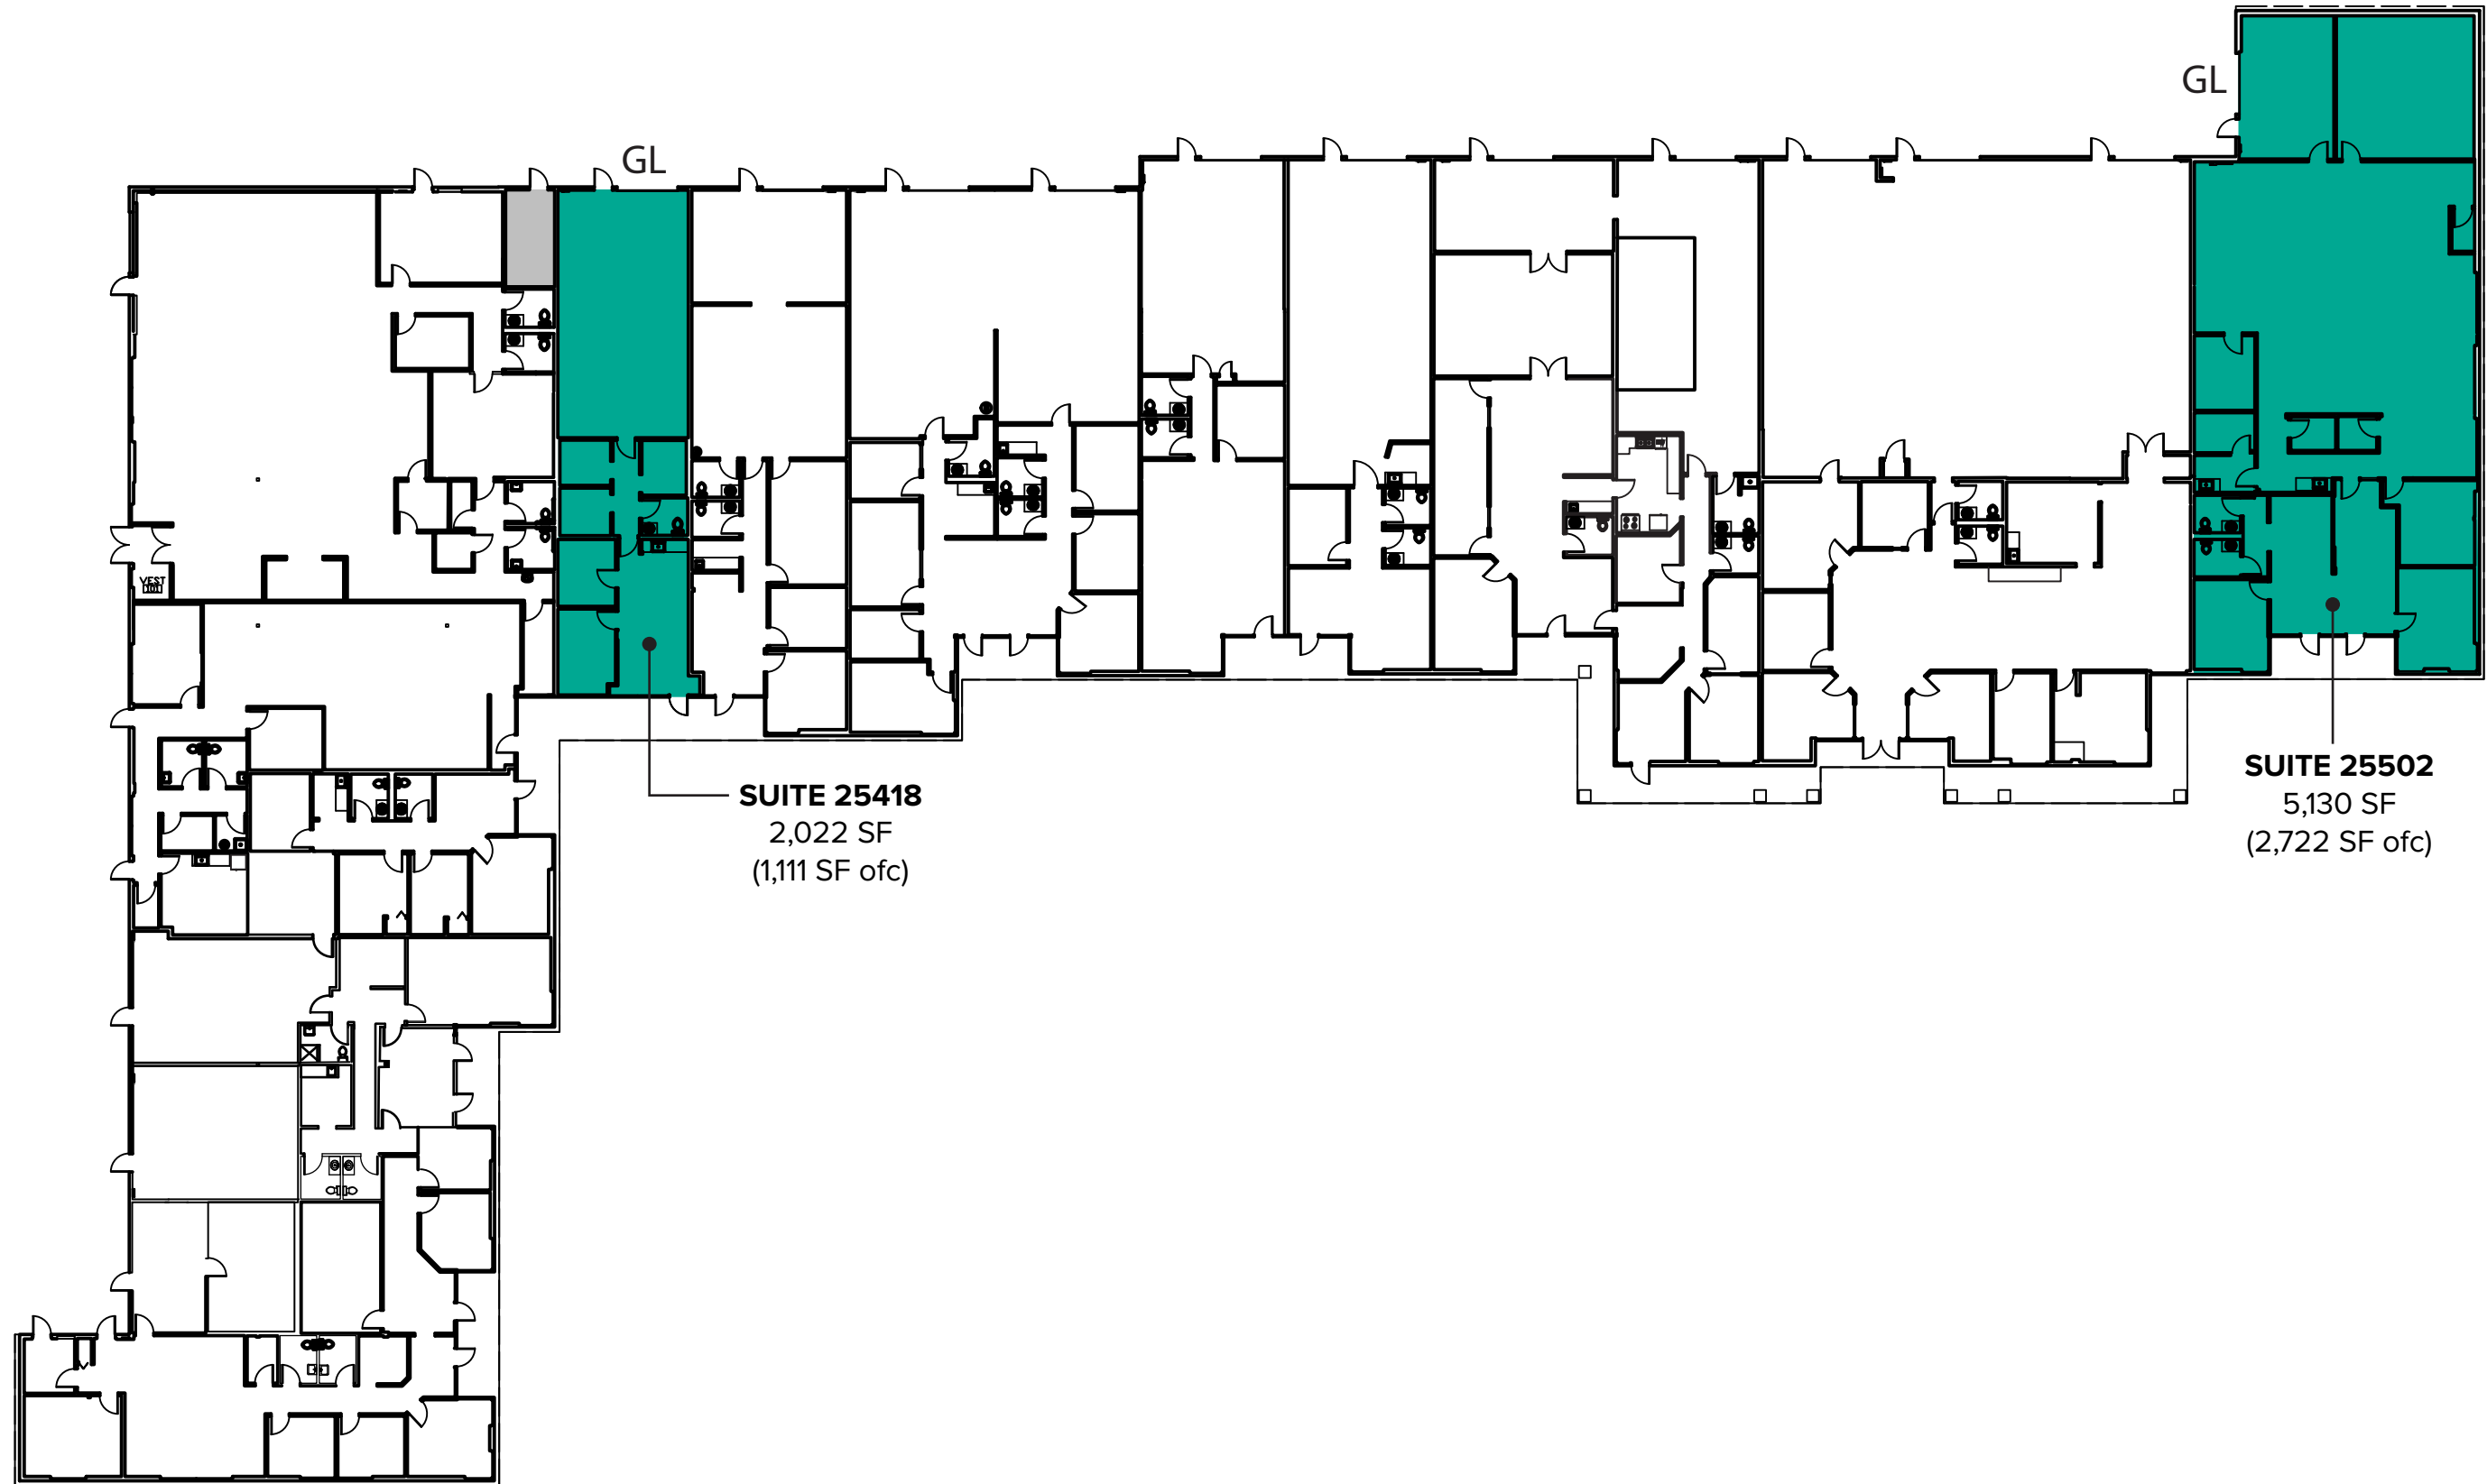 GL
GL
VEST
101
SUITE 25418
2,022 SF
(1,111 SF ofc)
SUITE 25502
5,130 SF
(2,722 SF ofc)